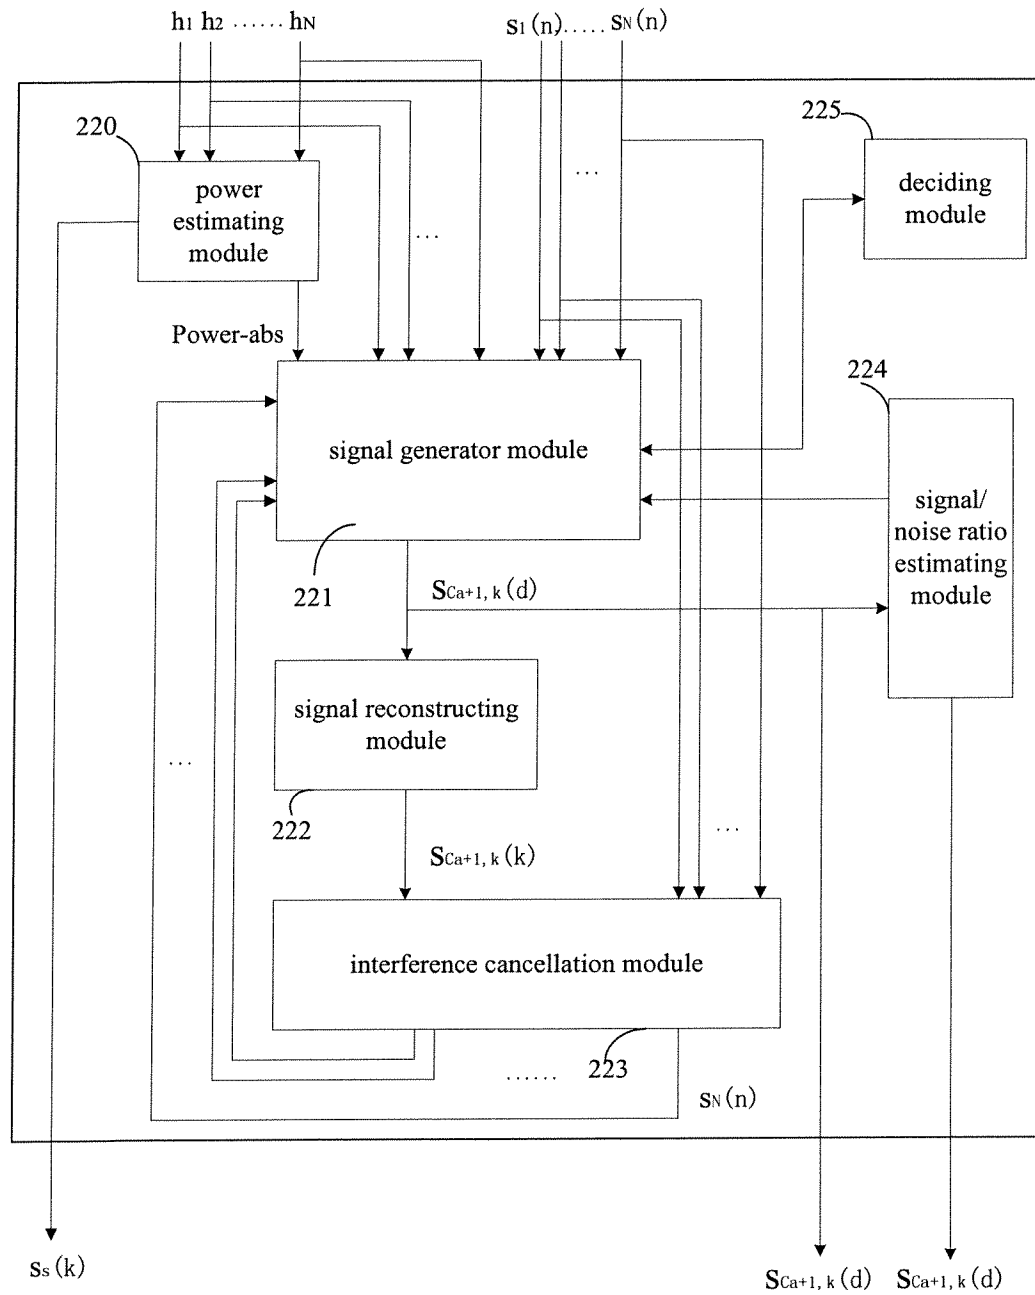 h1 h2 ...... hN
s1(n)...... sN(n)
220
225
power
estimating
module
deciding
module
...
...
Power-abs
224
signal generator module
signal/
noise ratio
estimating
module
221
SCa+1, k(d)
signal reconstructing
module
...
222
...
SCa+1, k(k)
interference cancellation module
......
223
sN(n)
ss(k)
SCa+1, k(d)
SCa+1, k(d)